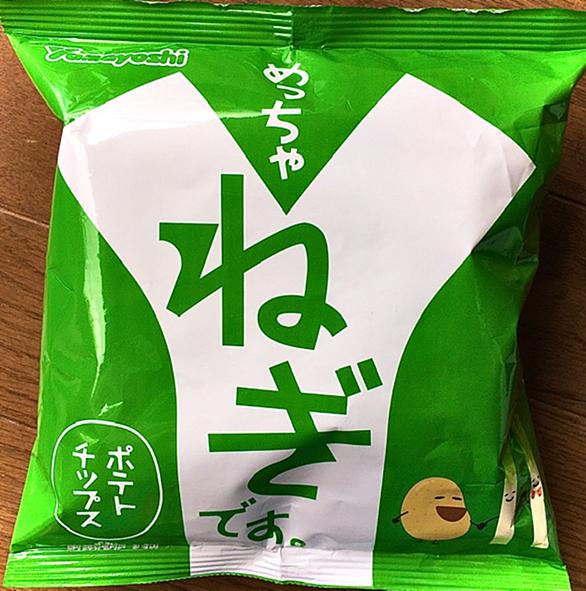 Yamayoshi
めっちゃ
ねぎ
です。
ポテト
チップス